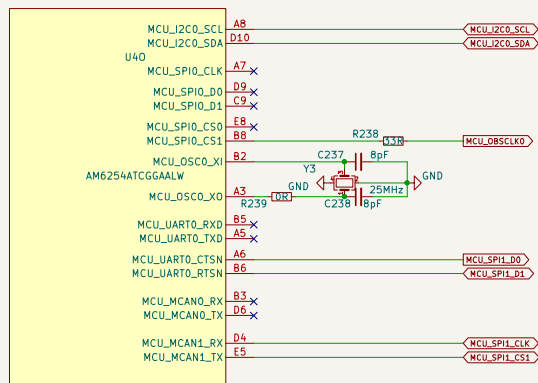 MCU_I2C0_SCL A8 MCU_I2C0_SCL
MCU_I2C0_SDA D10 MCU_I2C0_SDA
U40
MCU_SPI0_CLK A7
MCU_SPI0_D0 D9
MCU_SPI0_D1 C9
MCU_SPI0_CS0 E8
MCU_SPI0_CS1 B8 R238 33R MCU_OBSCLK0
MCU_OSC0_XI B2 C237 8pF
AM6254ATCGGAALW Y3 GND
GND 25MHz
MCU_OSC0_XO A3 0R
R239 C238 8pF
MCU_UART0_RXD B5
MCU_UART0_TXD A5
MCU_UART0_CTSN A6 MCU_SPI1_D0
MCU_UART0_RTSN B6 MCU_SPI1_D1
MCU_MCAN0_RX B3
MCU_MCAN0_TX D6
MCU_MCAN1_RX D4 MCU_SPI1_CLK
MCU_MCAN1_TX E5 MCU_SPI1_CS1